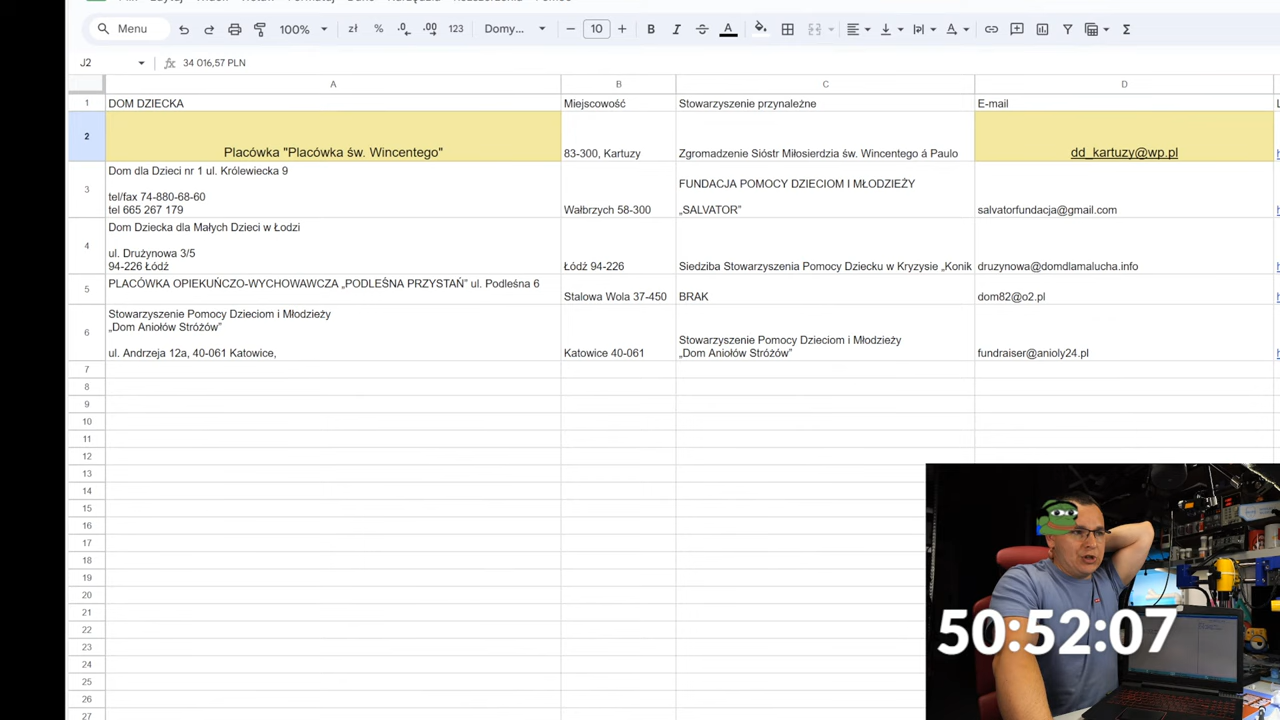 Menu
100%
zł
%
.0
.00
123
Domy...
10
B
I
A
Σ
J2
fx
34 016,57 PLN
A
B
C
D
1
DOM DZIECKA
Miejscowość
Stowarzyszenie przynależne
E-mail
2
Placówka "Placówka św. Wincentego"
83-300, Kartuzy
Zgromadzenie Sióstr Miłosierdzia św. Wincentego á Paulo
dd_kartuzy@wp.pl
3
Dom dla Dzieci nr 1 ul. Królewiecka 9
tel/fax 74-880-68-60
tel 665 267 179
Wałbrzych 58-300
FUNDACJA POMOCY DZIECIOM I MŁODZIEŻY
„SALVATOR”
salvatorfundacja@gmail.com
4
Dom Dziecka dla Małych Dzieci w Łodzi
ul. Drużynowa 3/5
94-226 Łódź
Łódź 94-226
Siedziba Stowarzyszenia Pomocy Dziecku w Kryzysie „Konik
druzynowa@domdlamalucha.info
5
PLACÓWKA OPIEKUŃCZO-WYCHOWAWCZA „PODLEŚNA PRZYSTAŃ” ul. Podleśna 6
Stalowa Wola 37-450
BRAK
dom82@o2.pl
6
Stowarzyszenie Pomocy Dzieciom i Młodzieży
„Dom Aniołów Stróżów”
ul. Andrzeja 12a, 40-061 Katowice,
Katowice 40-061
Stowarzyszenie Pomocy Dzieciom i Młodzieży
„Dom Aniołów Stróżów”
fundraiser@anioly24.pl
7
8
9
10
11
12
13
14
15
16
17
18
19
20
21
22
23
24
25
26
27
50:52:07